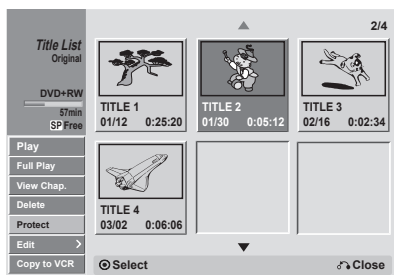 Title List
Original
DVD+RW
57min
SP Free
Play
Full Play
View Chap.
Delete
Protect
Edit >
Copy to VCR
2/4
TITLE 1
01/12 0:25:20
TITLE 2
01/30 0:05:12
TITLE 3
02/16 0:02:34
TITLE 4
03/02 0:06:06
Select
Close